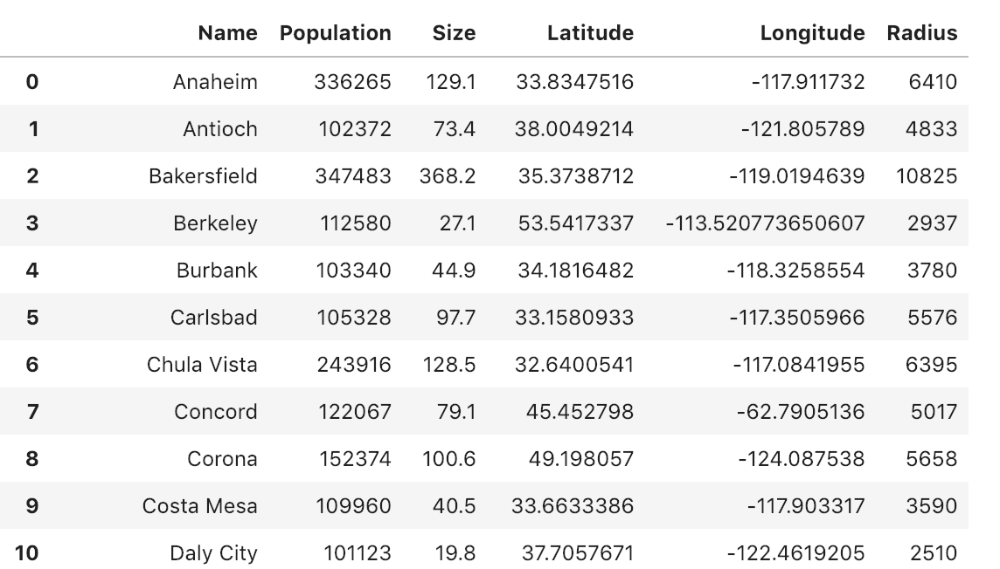 Name Population Size Latitude Longitude Radius
0 Anaheim 336265 129.1 33.8347516 -117.911732 6410
1 Antioch 102372 73.4 38.0049214 -121.805789 4833
2 Bakersfield 347483 368.2 35.3738712 -119.0194639 10825
3 Berkeley 112580 27.1 53.5417337 -113.520773650607 2937
4 Burbank 103340 44.9 34.1816482 -118.3258554 3780
5 Carlsbad 105328 97.7 33.1580933 -117.3505966 5576
6 Chula Vista 243916 128.5 32.6400541 -117.0841955 6395
7 Concord 122067 79.1 45.452798 -62.7905136 5017
8 Corona 152374 100.6 49.198057 -124.087538 5658
9 Costa Mesa 109960 40.5 33.6633386 -117.903317 3590
10 Daly City 101123 19.8 37.7057671 -122.4619205 2510